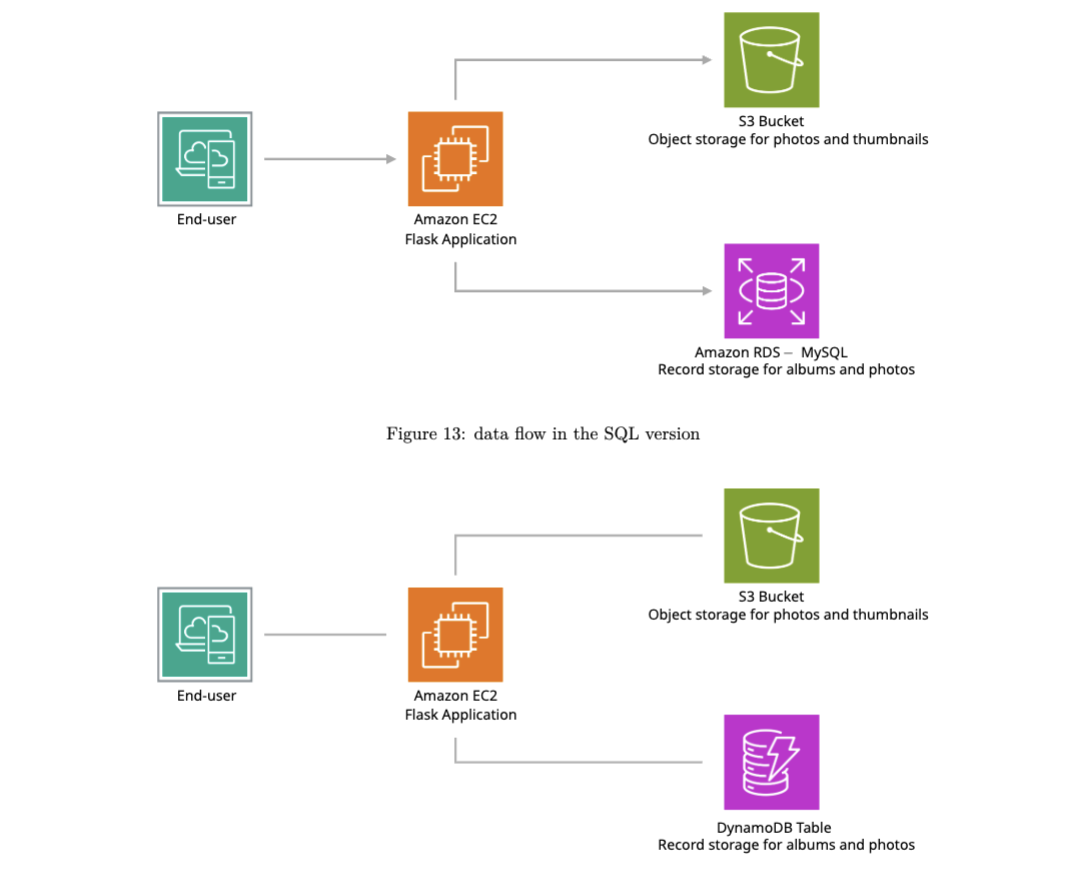 S3 Bucket
Object storage for photos and thumbnails
End-user
Amazon EC2
Flask Application
Amazon RDS – MySQL
Record storage for albums and photos
Figure 13: data flow in the SQL version
S3 Bucket
Object storage for photos and thumbnails
End-user
Amazon EC2
Flask Application
DynamoDB Table
Record storage for albums and photos